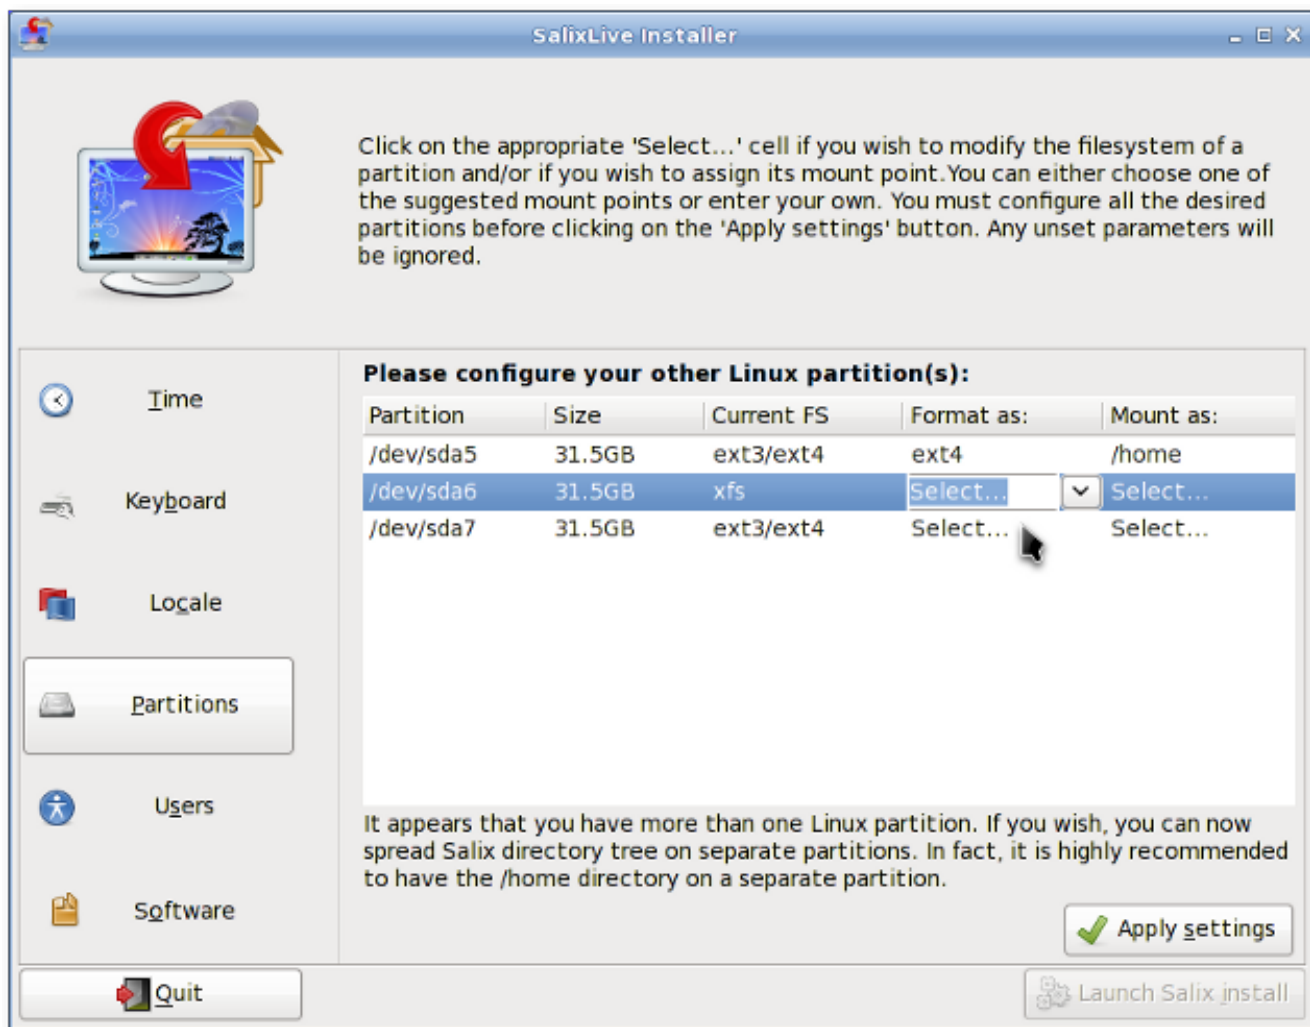 SalixLive Installer
Click on the appropriate 'Select...' cell if you wish to modify the filesystem of a
partition and/or if you wish to assign its mount point.You can either choose one of
the suggested mount points or enter your own. You must configure all the desired
partitions before clicking on the 'Apply settings' button. Any unset parameters will
be ignored.
Time
Keyboard
Locale
Partitions
Users
Software
Please configure your other Linux partition(s):
Partition Size Current FS Format as: Mount as:
/dev/sda5 31.5GB ext3/ext4 ext4 /home
/dev/sda6 31.5GB xfs Select... Select...
/dev/sda7 31.5GB ext3/ext4 Select... Select...
It appears that you have more than one Linux partition. If you wish, you can now
spread Salix directory tree on separate partitions. In fact, it is highly recommended
to have the /home directory on a separate partition.
Apply settings
Quit
Launch Salix install